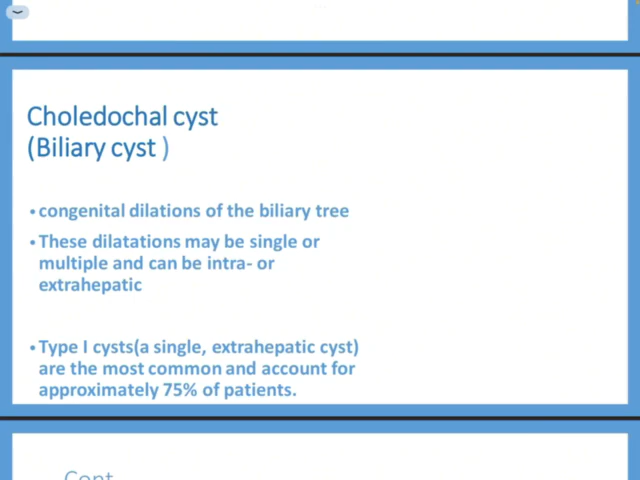 Choledochal cyst
(Biliary cyst )
• congenital dilations of the biliary tree
• These dilatations may be single or
multiple and can be intra- or
extrahepatic
• Type I cysts(a single, extrahepatic cyst)
are the most common and account for
approximately 75% of patients.
Cont